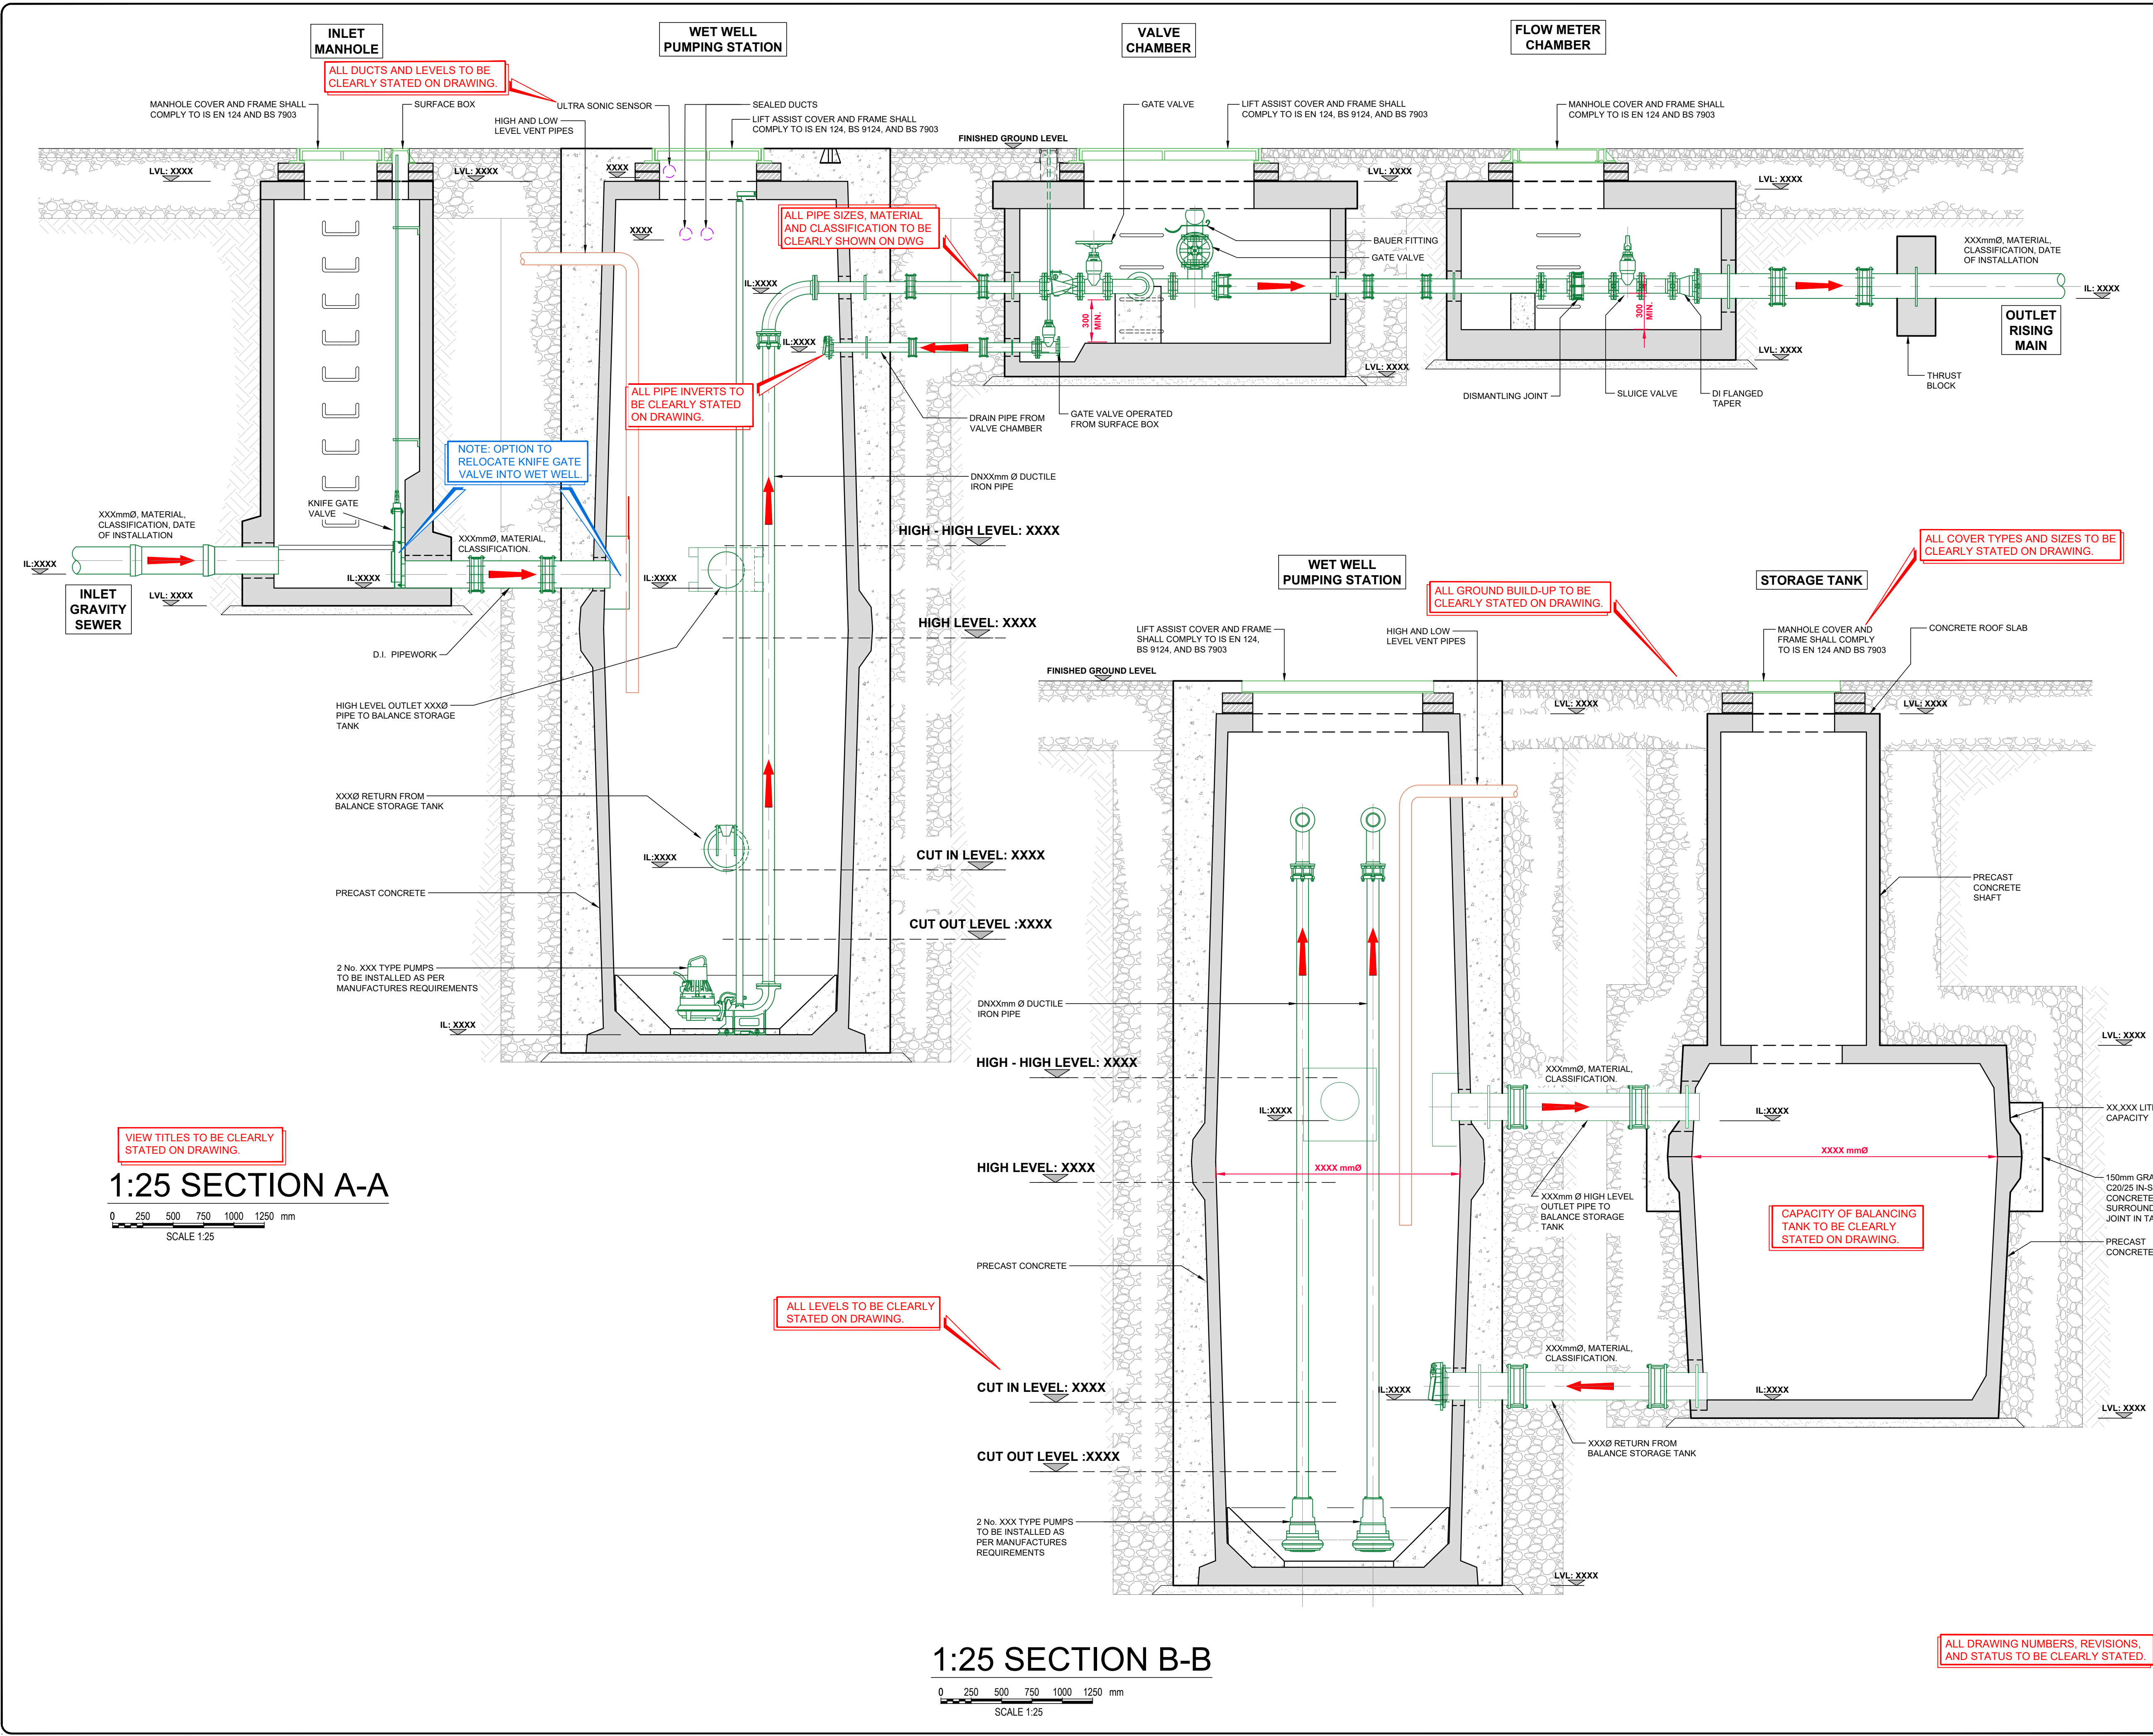 INLET
MANHOLE
WET WELL
PUMPING STATION
VALVE
CHAMBER
FLOW METER
CHAMBER
ALL DUCTS AND LEVELS TO BE
CLEARLY STATED ON DRAWING.
MANHOLE COVER AND FRAME SHALL
COMPLY TO IS EN 124 AND BS 7903
SURFACE BOX
HIGH AND LOW
LEVEL VENT PIPES
ULTRA SONIC SENSOR
SEALED DUCTS
LIFT ASSIST COVER AND FRAME SHALL
COMPLY TO IS EN 124, BS 9124, AND BS 7903
FINISHED GROUND LEVEL
GATE VALVE
LIFT ASSIST COVER AND FRAME SHALL
COMPLY TO IS EN 124, BS 9124, AND BS 7903
MANHOLE COVER AND FRAME SHALL
COMPLY TO IS EN 124 AND BS 7903
LVL: XXXX
LVL: XXXX
XXXX
XXXX
LVL: XXXX
LVL: XXXX
ALL PIPE SIZES, MATERIAL
AND CLASSIFICATION TO BE
CLEARLY SHOWN ON DWG
BAUER FITTING
GATE VALVE
XXXmmØ, MATERIAL,
CLASSIFICATION, DATE
OF INSTALLATION
IL:XXXX
IL: XXXX
300
MIN.
300
MIN.
OUTLET
RISING
MAIN
IL:XXXX
LVL: XXXX
LVL: XXXX
THRUST
BLOCK
ALL PIPE INVERTS TO
BE CLEARLY STATED
ON DRAWING.
DISMANTLING JOINT
SLUICE VALVE
DI FLANGED
TAPER
DRAIN PIPE FROM
VALVE CHAMBER
GATE VALVE OPERATED
FROM SURFACE BOX
NOTE: OPTION TO
RELOCATE KNIFE GATE
VALVE INTO WET WELL.
DNXXmm Ø DUCTILE
IRON PIPE
KNIFE GATE
VALVE
XXXmmØ, MATERIAL,
CLASSIFICATION, DATE
OF INSTALLATION
XXXmmØ, MATERIAL,
CLASSIFICATION.
HIGH - HIGH LEVEL: XXXX
IL:XXXX
IL:XXXX
IL:XXXX
INLET
GRAVITY
SEWER
LVL: XXXX
HIGH LEVEL: XXXX
D.I. PIPEWORK
HIGH LEVEL OUTLET XXXØ
PIPE TO BALANCE STORAGE
TANK
XXXØ RETURN FROM
BALANCE STORAGE TANK
IL:XXXX
CUT IN LEVEL: XXXX
PRECAST CONCRETE
CUT OUT LEVEL :XXXX
2 No. XXX TYPE PUMPS
TO BE INSTALLED AS PER
MANUFACTURES REQUIREMENTS
IL: XXXX
VIEW TITLES TO BE CLEARLY
STATED ON DRAWING.
1:25 SECTION A-A
0 250 500 750 1000 1250 mm
SCALE 1:25
WET WELL
PUMPING STATION
STORAGE TANK
ALL COVER TYPES AND SIZES TO BE
CLEARLY STATED ON DRAWING.
ALL GROUND BUILD-UP TO BE
CLEARLY STATED ON DRAWING.
LIFT ASSIST COVER AND FRAME
SHALL COMPLY TO IS EN 124,
BS 9124, AND BS 7903
HIGH AND LOW
LEVEL VENT PIPES
MANHOLE COVER AND
FRAME SHALL COMPLY
TO IS EN 124 AND BS 7903
CONCRETE ROOF SLAB
FINISHED GROUND LEVEL
LVL: XXXX
LVL: XXXX
PRECAST
CONCRETE
SHAFT
DNXXmm Ø DUCTILE
IRON PIPE
LVL: XXXX
HIGH - HIGH LEVEL: XXXX
XXXmmØ, MATERIAL,
CLASSIFICATION.
IL:XXXX
IL:XXXX
XX,XXX LIT
CAPACITY
HIGH LEVEL: XXXX
XXXX mmØ
XXXX mmØ
150mm GRA
C20/25 IN-S
CONCRETE
SURROUND
JOINT IN TA
XXXmm Ø HIGH LEVEL
OUTLET PIPE TO
BALANCE STORAGE
TANK
CAPACITY OF BALANCING
TANK TO BE CLEARLY
STATED ON DRAWING.
PRECAST
CONCRETE
PRECAST CONCRETE
ALL LEVELS TO BE CLEARLY
STATED ON DRAWING.
XXXmmØ, MATERIAL,
CLASSIFICATION.
CUT IN LEVEL: XXXX
IL:XXXX
IL:XXXX
LVL: XXXX
XXXØ RETURN FROM
BALANCE STORAGE TANK
CUT OUT LEVEL :XXXX
2 No. XXX TYPE PUMPS
TO BE INSTALLED AS
PER MANUFACTURES
REQUIREMENTS
LVL: XXXX
1:25 SECTION B-B
0 250 500 750 1000 1250 mm
SCALE 1:25
ALL DRAWING NUMBERS, REVISIONS,
AND STATUS TO BE CLEARLY STATED.